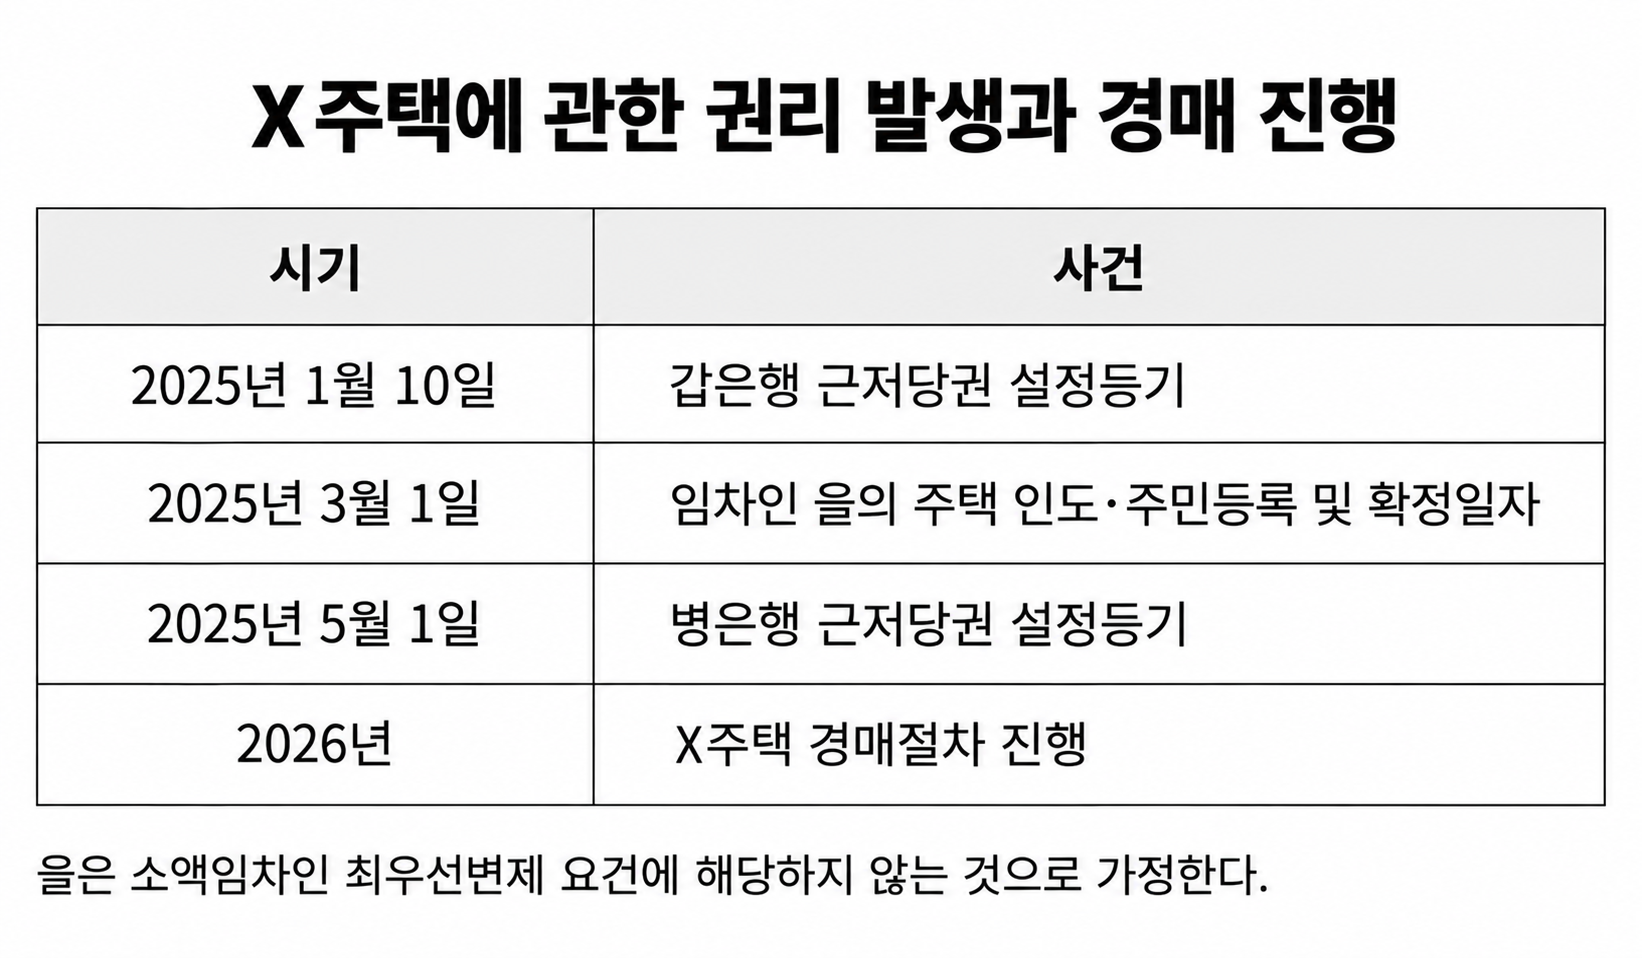 X주택에 관한 권리 발생과 경매 진행
시기 사건
2025년 1월 10일 갑은행 근저당권 설정등기
2025년 3월 1일 임차인 을의 주택 인도·주민등록 및 확정일자
2025년 5월 1일 병은행 근저당권 설정등기
2026년 X주택 경매절차 진행
을은 소액임차인 최우선변제 요건에 해당하지 않는 것으로 가정한다.